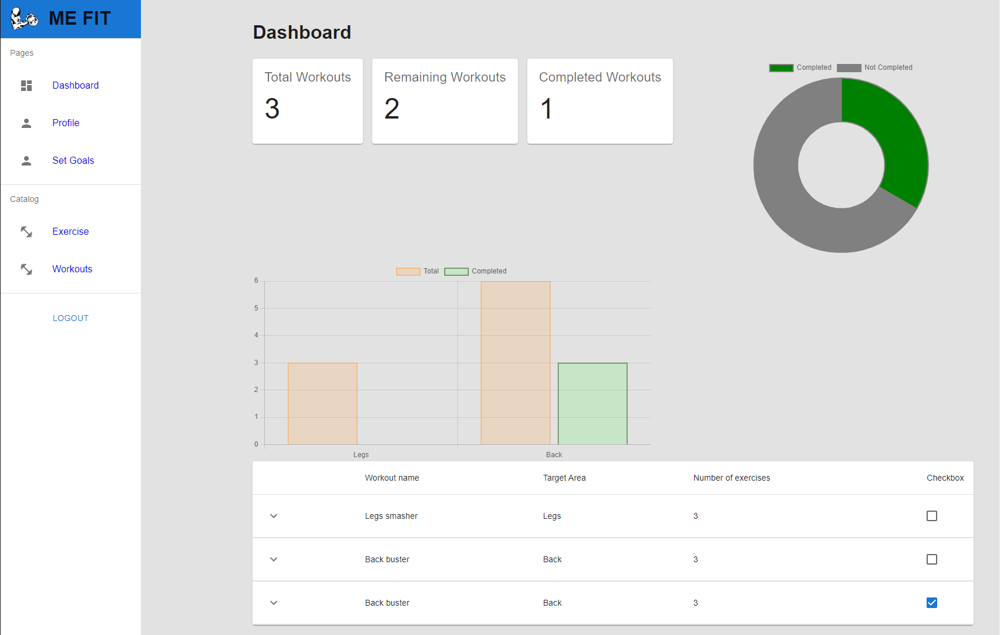 ME FIT
Pages
Dashboard
Profile
Set Goals
Catalog
Exercise
Workouts
LOGOUT
Dashboard
Total Workouts
3
Remaining Workouts
2
Completed Workouts
1
Completed Not Completed
Total Completed
6
5
4
3
2
1
0
Legs Back
Workout name Target Area Number of exercises Checkbox
Legs smasher Legs 3
Back buster Back 3
Back buster Back 3